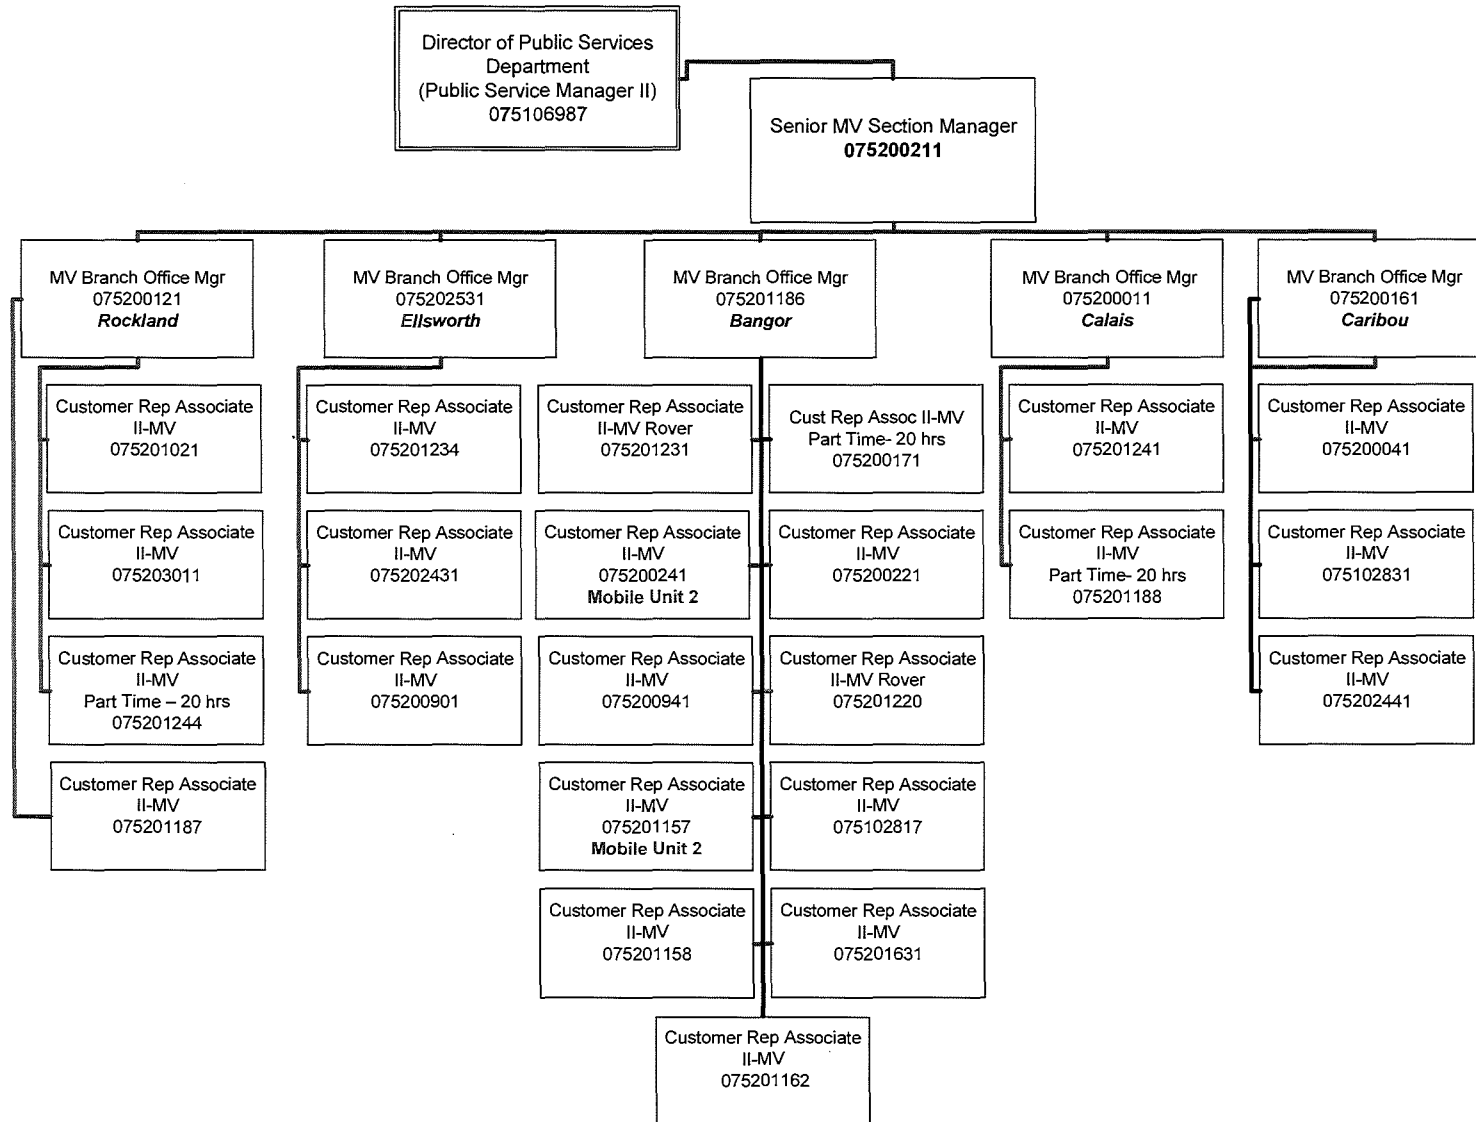 Director of Public Services
Department
(Public Service Manager II)
075106987
Senior MV Section Manager
075200211
MV Branch Office Mgr
075200121
Rockland
MV Branch Office Mgr
075202531
Ellsworth
MV Branch Office Mgr
075201186
Bangor
MV Branch Office Mgr
075200011
Calais
MV Branch Office Mgr
075200161
Caribou
Customer Rep Associate
II-MV
075201021
Customer Rep Associate
II-MV
075201234
Customer Rep Associate
II-MV Rover
075201231
Cust Rep Assoc II-MV
Part Time- 20 hrs
075200171
Customer Rep Associate
II-MV
075201241
Customer Rep Associate
II-MV
075200041
Customer Rep Associate
II-MV
075203011
Customer Rep Associate
II-MV
075202431
Customer Rep Associate
II-MV
075200241
Mobile Unit 2
Customer Rep Associate
II-MV
075200221
Customer Rep Associate
II-MV
Part Time- 20 hrs
075201188
Customer Rep Associate
II-MV
075102831
Customer Rep Associate
II-MV
Part Time – 20 hrs
075201244
Customer Rep Associate
II-MV
075200901
Customer Rep Associate
II-MV
075200941
Customer Rep Associate
II-MV Rover
075201220
Customer Rep Associate
II-MV
075202441
Customer Rep Associate
II-MV
075201187
Customer Rep Associate
II-MV
075201157
Mobile Unit 2
Customer Rep Associate
II-MV
075102817
Customer Rep Associate
II-MV
075201158
Customer Rep Associate
II-MV
075201631
Customer Rep Associate
II-MV
075201162